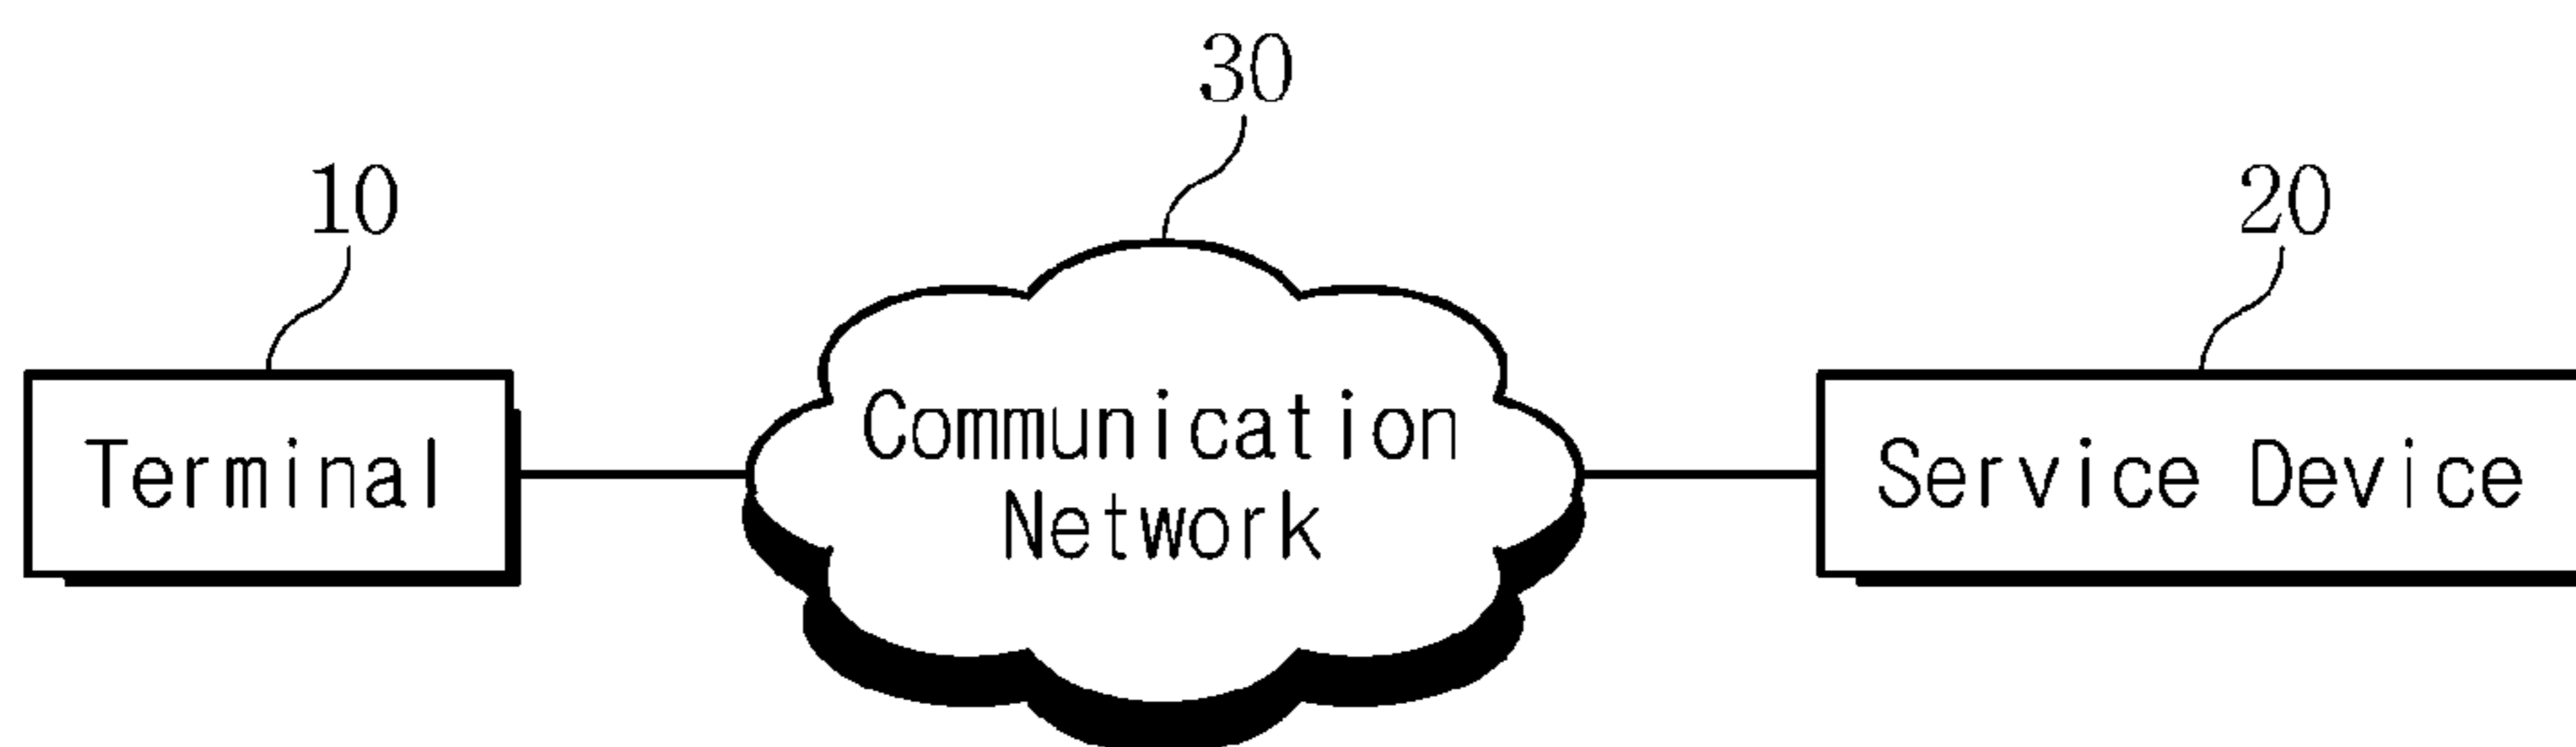 30
10
20
Terminal
Communication
Network
Service Device